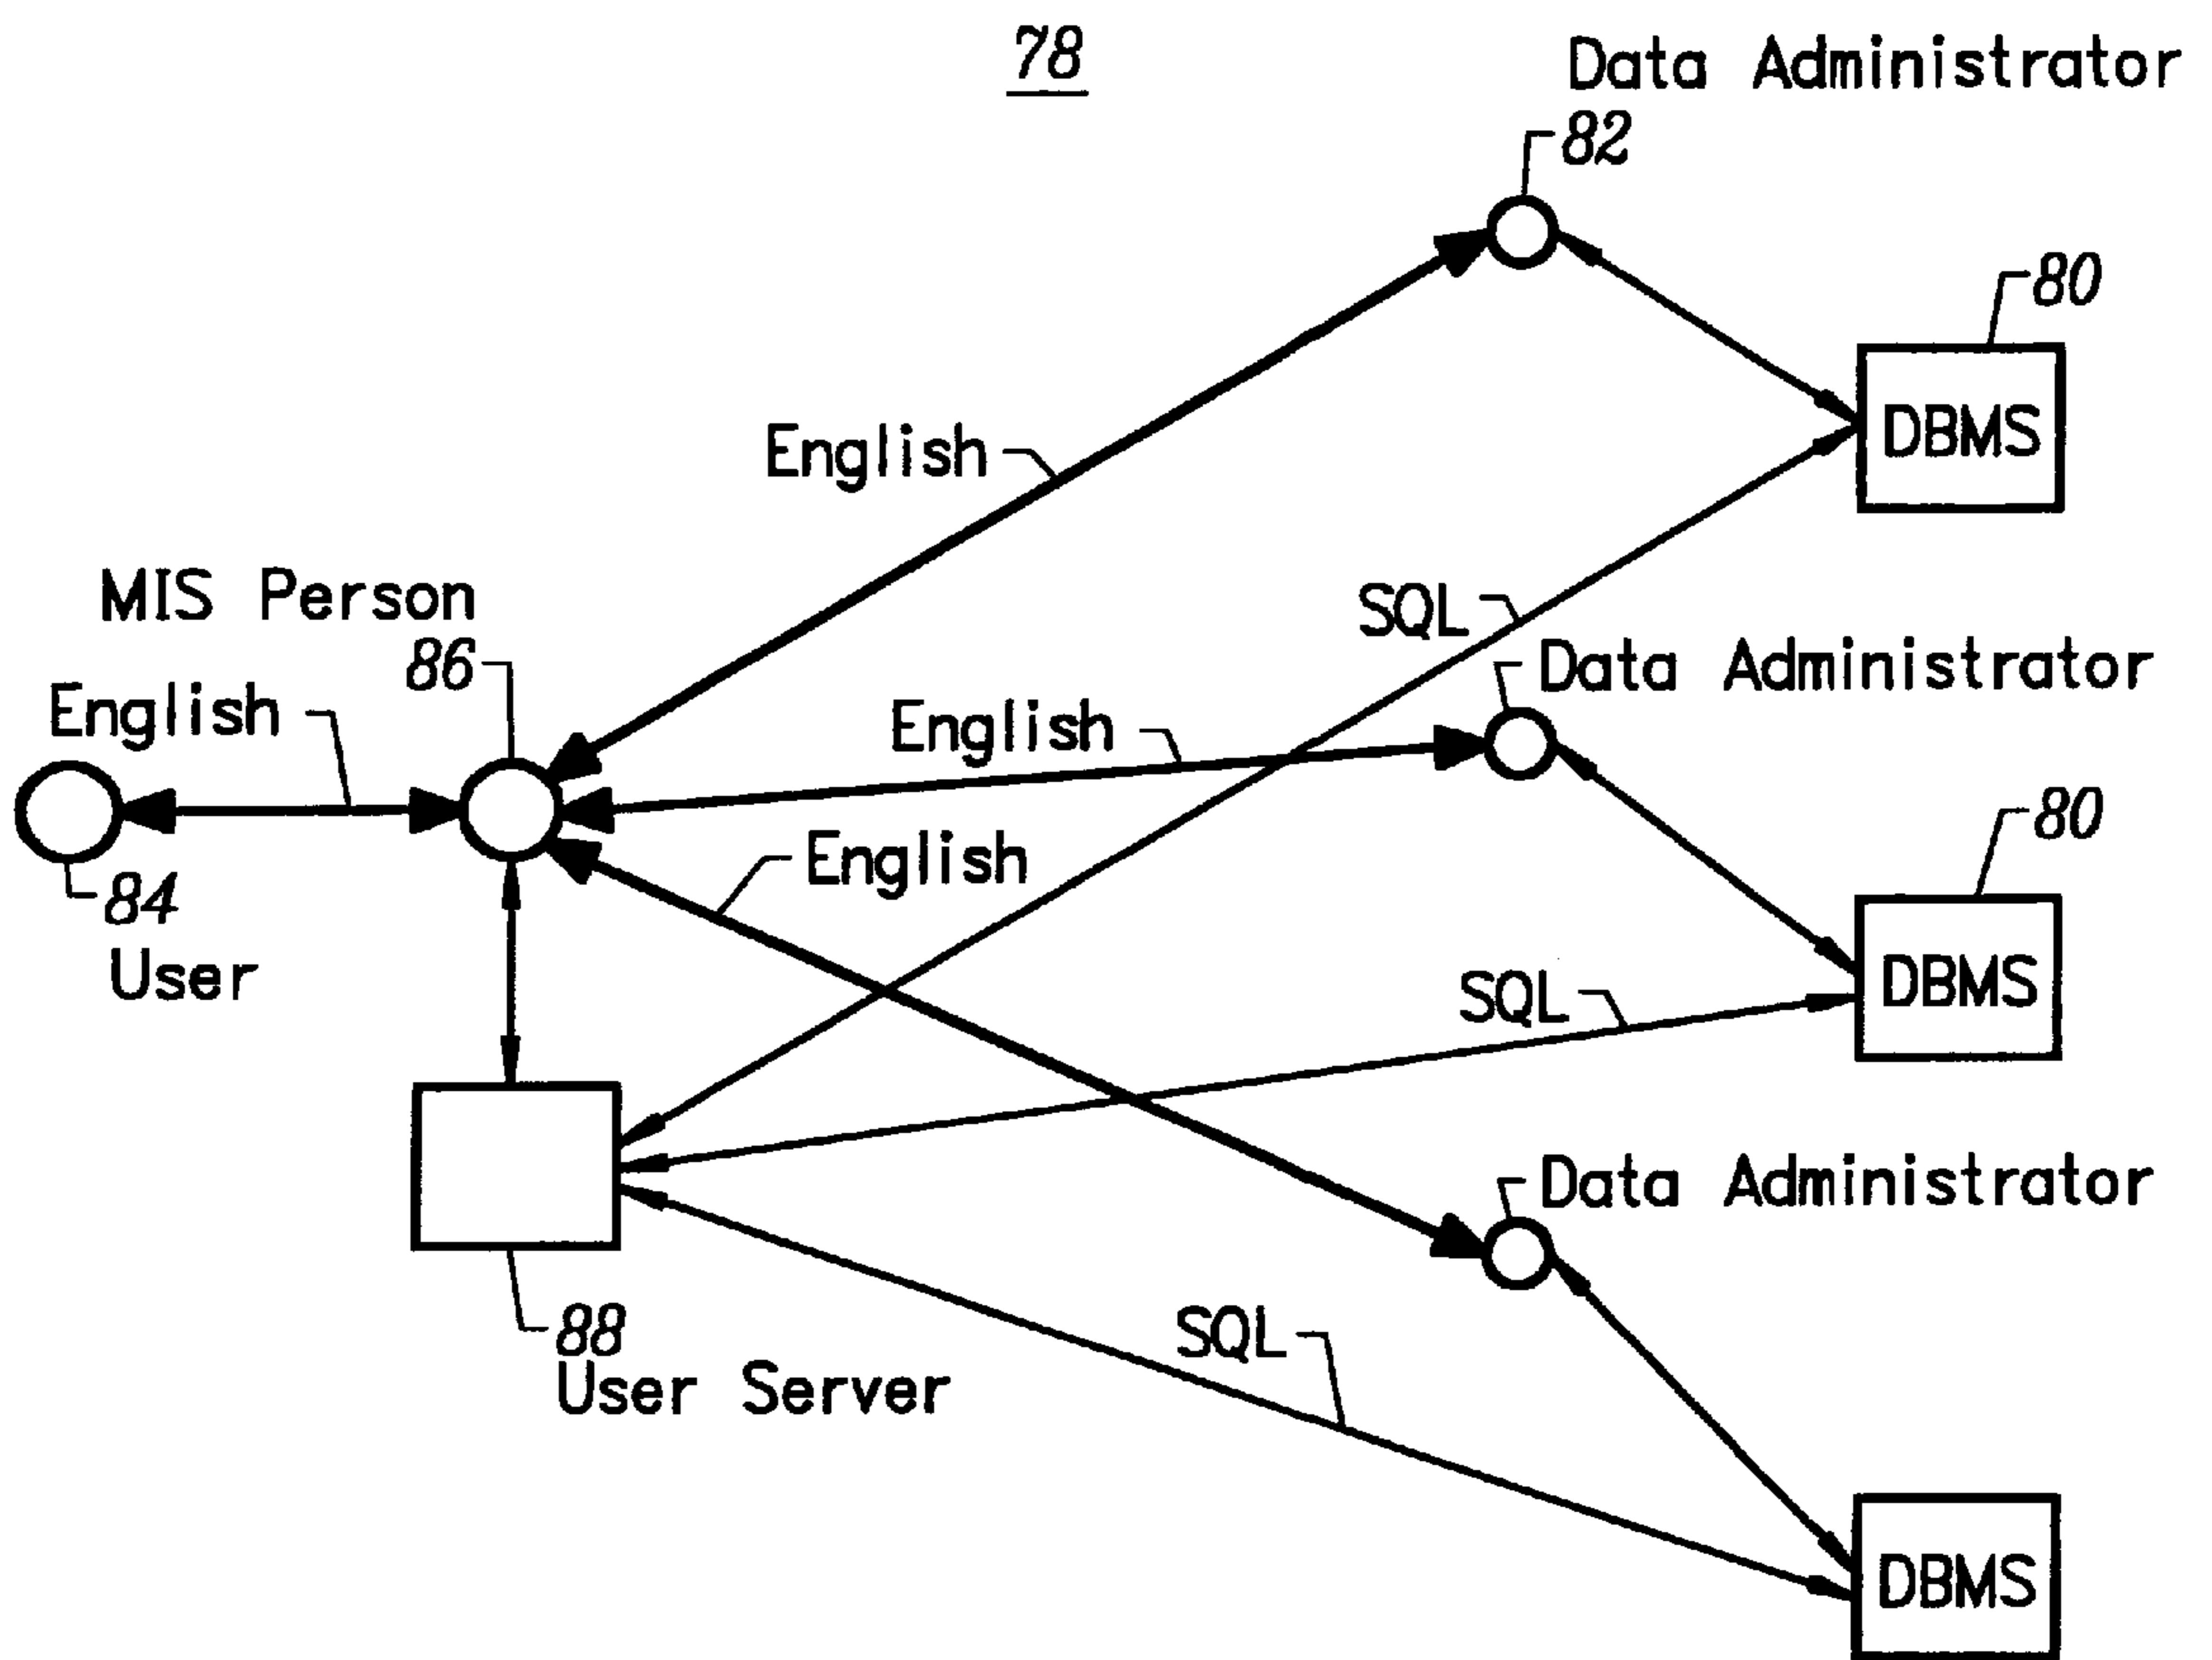 78
Data Administrator
82
80
DBMS
English
SQL
MIS Person
86
English
Data Administrator
English
English
84
User
80
DBMS
SQL
Data Administrator
88
User Server
SQL
DBMS